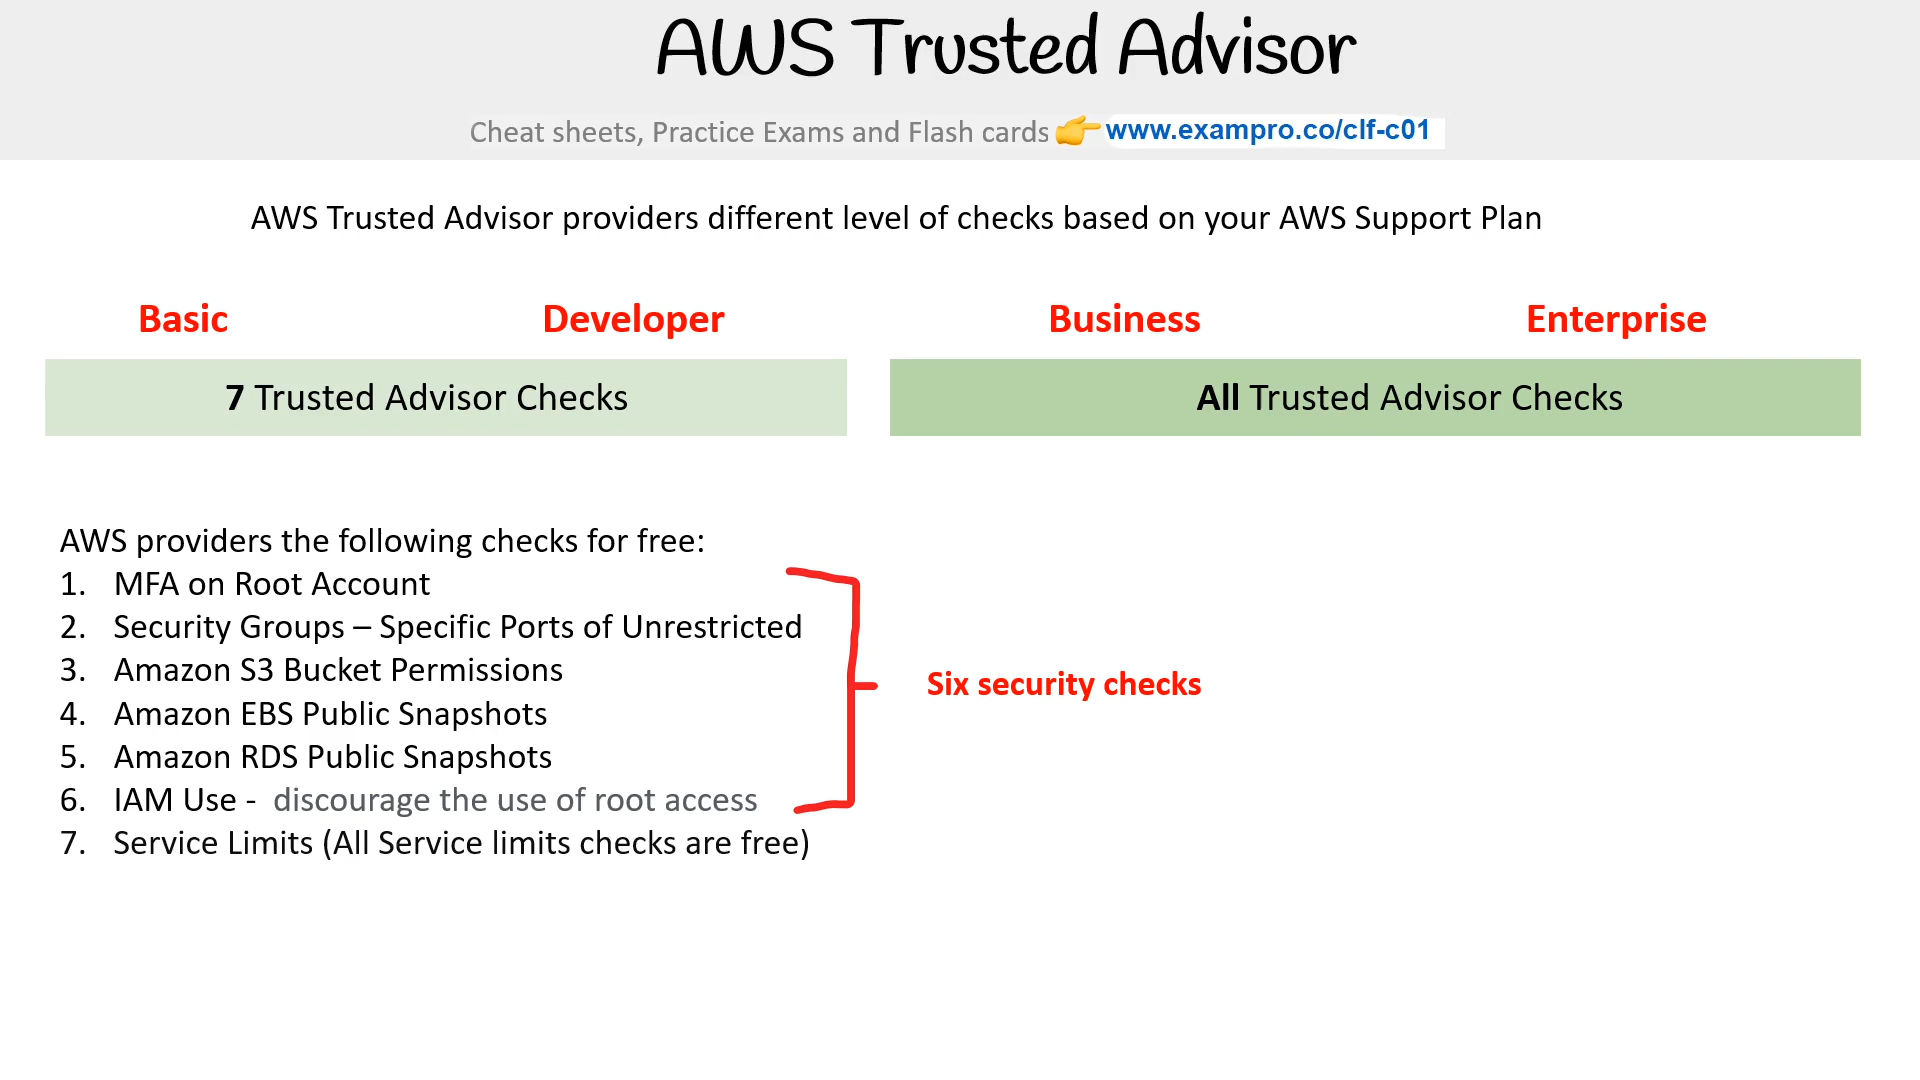 AWS Trusted Advisor
Cheat sheets, Practice Exams and Flash cards 👉 www.exampro.co/clf-c01
AWS Trusted Advisor providers different level of checks based on your AWS Support Plan
Basic Developer Business Enterprise
7 Trusted Advisor Checks All Trusted Advisor Checks
AWS providers the following checks for free:
1. MFA on Root Account
2. Security Groups – Specific Ports of Unrestricted
3. Amazon S3 Bucket Permissions
Six security checks
4. Amazon EBS Public Snapshots
5. Amazon RDS Public Snapshots
6. IAM Use - discourage the use of root access
7. Service Limits (All Service limits checks are free)